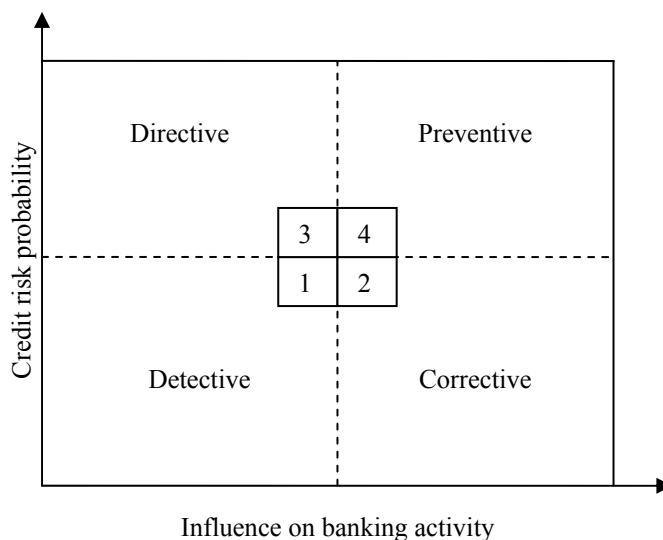 Credit risk probability
Directive
Preventive
3
4
1
2
Detective
Corrective
Influence on banking activity